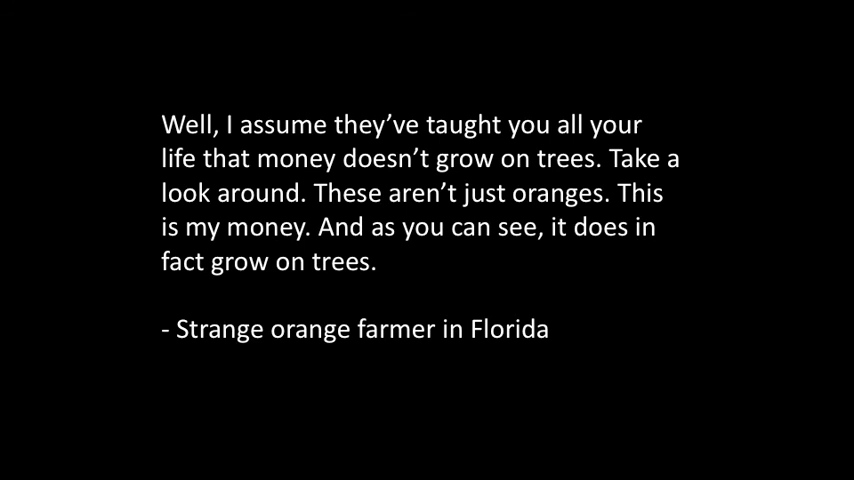 Well, I assume they’ve taught you all your
life that money doesn’t grow on trees. Take a
look around. These aren’t just oranges. This
is my money. And as you can see, it does in
fact grow on trees.
- Strange orange farmer in Florida